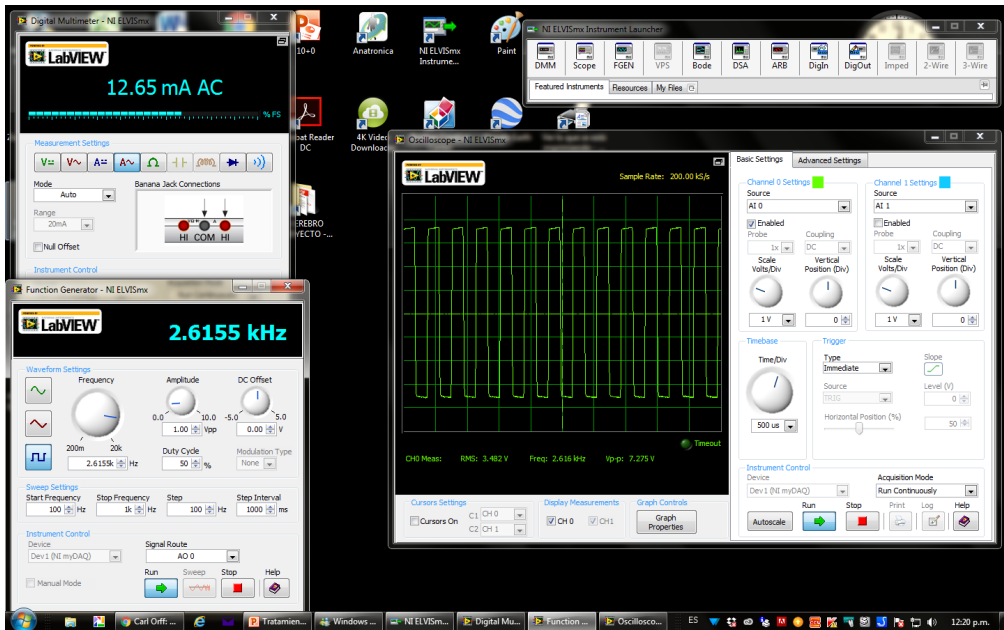 Digital Multimeter - NI ELVISmx
LabVIEW
12.65 mA AC
% FS
Measurement Settings
V= V~ A= A~ Ω
Mode
Auto
Banana Jack Connections
Range
20mA
HI COM HI
Null Offset
Instrument Control
10+0
Anatronica
NI ELVISmx
Instrume...
Paint
bat Reader
DC
4K Video
Downloa
EREBRO
YECTO -...
NI ELVISmx Instrument Launcher
DMM Scope FGEN VPS Bode DSA ARB DigIn DigOut Imped 2-Wire 3-Wire
Featured Instruments Resources My Files
Function Generator - NI ELVISmx
LabVIEW
2.6155 kHz
Waveform Settings
Frequency
Amplitude
DC Offset
0.0 10.0 -5.0 5.0
1.00 Vpp 0.00 V
200m 20k
2.6155k Hz
Duty Cycle
50 %
Modulation Type
None
Sweep Settings
Start Frequency Stop Frequency Step Step Interval
100 Hz 1k Hz 100 Hz 1000 ms
Instrument Control
Device
Dev1 (NI myDAQ)
Signal Route
AO 0
Manual Mode
Run Sweep Stop Help
Oscilloscope - NI ELVISmx
LabVIEW
Sample Rate: 200.00 kS/s
Timeout
CH0 Meas: RMS: 3.482 V Freq: 2.616 kHz Vp-p: 7.275 V
Cursors Settings
Cursors On
C1 CH 0
C2 CH 1
Display Measurements
CH 0 CH1
Graph Controls
Graph
Properties
Basic Settings Advanced Settings
Channel 0 Settings
Source
AI 0
Enabled
Probe Coupling
1x DC
Scale
Volts/Div
Vertical
Position (Div)
1 V 0
Channel 1 Settings
Source
AI 1
Enabled
Probe Coupling
1x DC
Scale
Volts/Div
Vertical
Position (Div)
1 V 0
Timebase
Time/Div
500 us
Trigger
Type
Immediate
Slope
Source
TRIG
Level (V)
0
Horizontal Position (%)
50
Instrument Control
Device
Dev1 (NI myDAQ)
Acquisition Mode
Run Continuously
Run Stop Print Log Help
Autoscale
Carl Orff: ...
Tratamien...
Windows ...
NI ELVISm...
Digital Mu...
Function ...
Oscillosco...
ES
12:20 p.m.